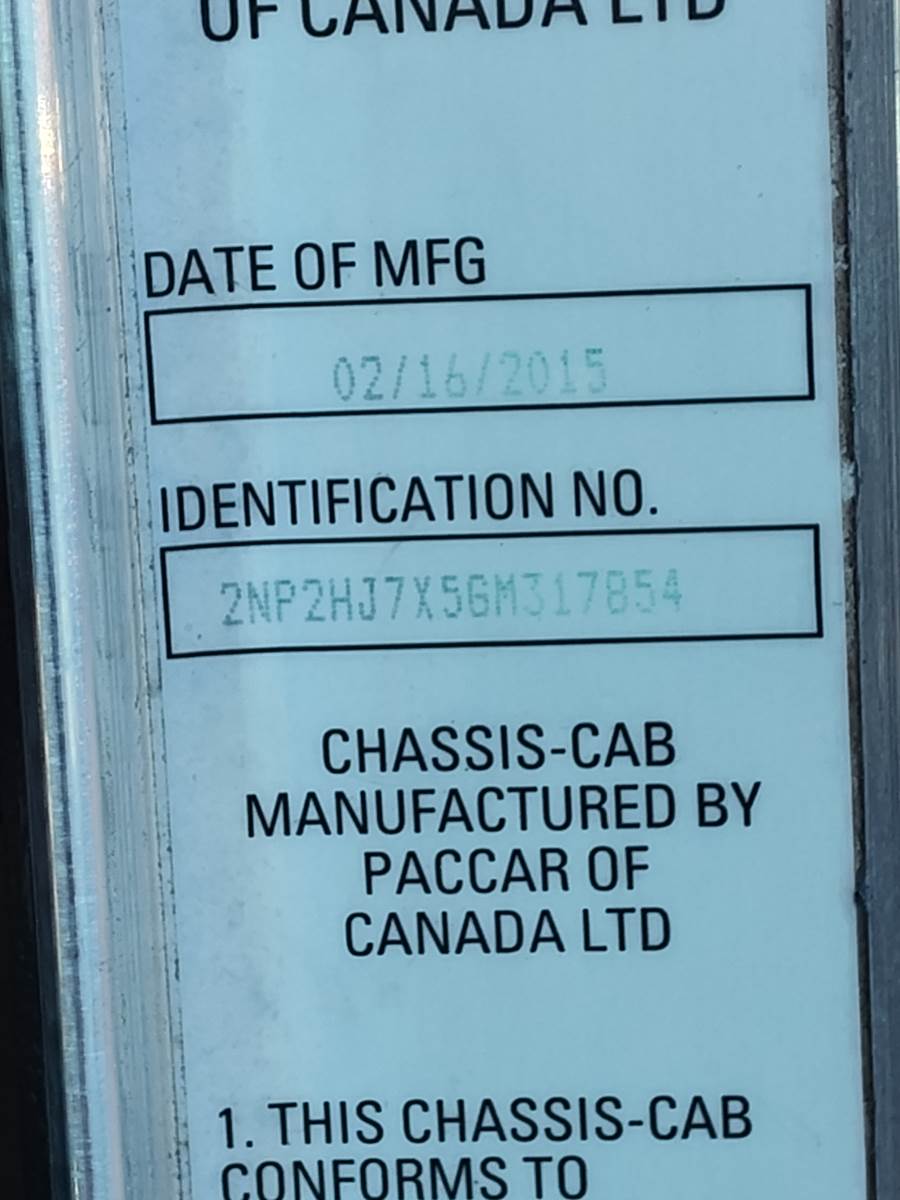 OF CANADA LTD
DATE OF MFG
02/16/2015
IDENTIFICATION NO.
2NP2HJ7X5GM317854
CHASSIS-CAB
MANUFACTURED BY
PACCAR OF
CANADA LTD
1. THIS CHASSIS-CAB
CONFORMS TO